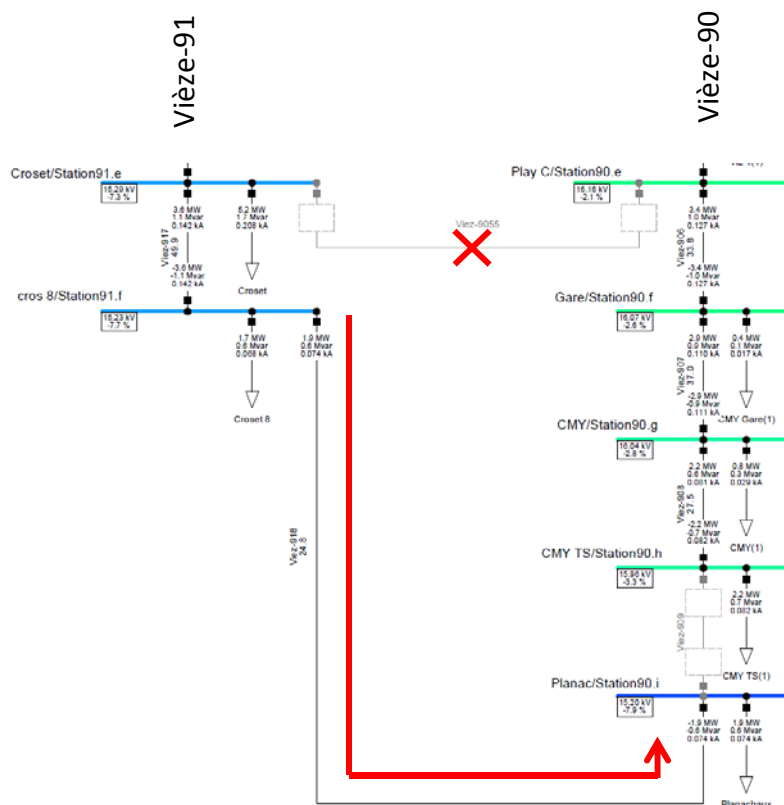 Vièze-91
Vièze-90
Croset/Station91.e
15,29 kV
-7.3 %
3.6 MW
1.1 Mvar
0.142 kA
5.2 MW
1.7 Mvar
0.208 kA
Viez-917
49.9
-3.6 MW
-1.1 Mvar
0.142 kA
Croset
cros 8/Station91.f
15,23 kV
-7.7 %
1.7 MW
0.6 Mvar
0.068 kA
1.9 MW
0.6 Mvar
0.074 kA
Croset 8
Viez-918
24.8
Viez-9055
Play C/Station90.e
16,16 kV
-2.1 %
3.4 MW
1.0 Mvar
0.127 kA
Viez-906
33.8
-3.4 MW
-1.0 Mvar
0.127 kA
Gare/Station90.f
16,07 kV
-2.6 %
2.9 MW
0.9 Mvar
0.110 kA
0.4 MW
0.1 Mvar
0.017 kA
Viez-907
37.0
-2.9 MW
-0.9 Mvar
0.111 kA
CMY Gare(1)
CMY/Station90.g
16,04 kV
-2.8 %
2.2 MW
0.6 Mvar
0.081 kA
0.8 MW
0.3 Mvar
0.029 kA
Viez-908
27.5
-2.2 MW
-0.7 Mvar
0.082 kA
CMY(1)
CMY TS/Station90.h
15,96 kV
-3.3 %
2.2 MW
0.7 Mvar
0.082 kA
Viez-909
CMY TS(1)
Planac/Station90.i
15,20 kV
-7.9 %
-1.9 MW
-0.6 Mvar
0.074 kA
1.9 MW
0.6 Mvar
0.074 kA
Planachaux